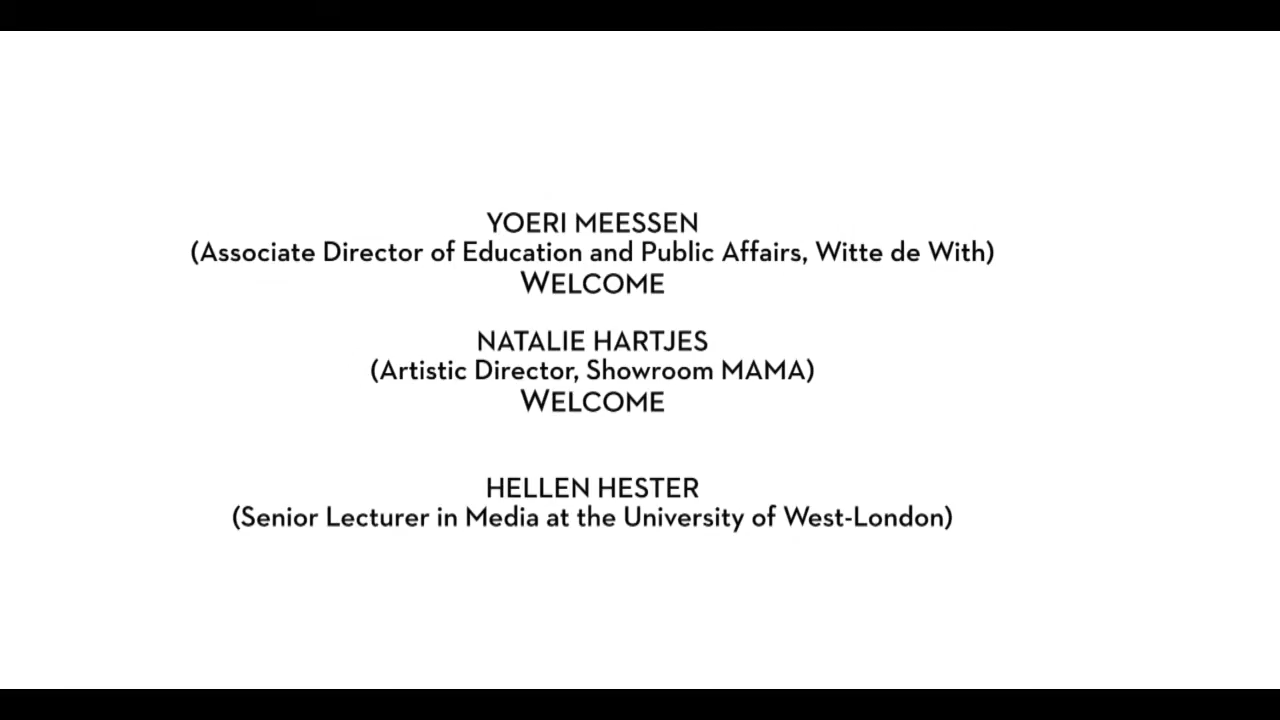 YOERI MEESSEN
(Associate Director of Education and Public Affairs, Witte de With)
WELCOME
NATALIE HARTJES
(Artistic Director, Showroom MAMA)
WELCOME
HELLEN HESTER
(Senior Lecturer in Media at the University of West-London)